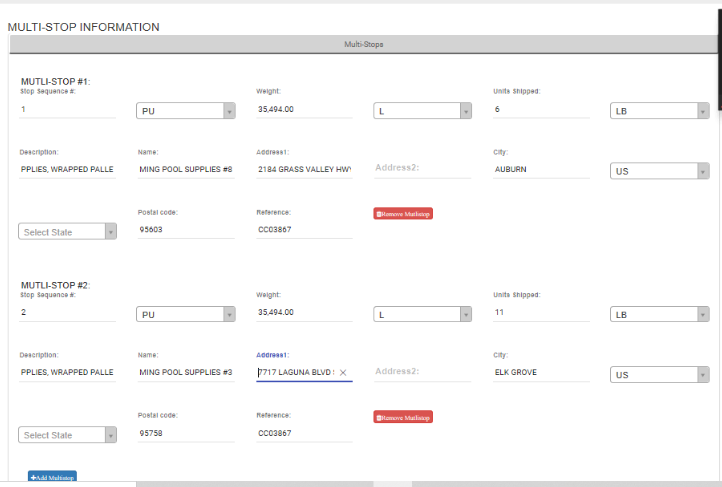 MULTI-STOP INFORMATION
Multi-Stops
MUTLI-STOP #1:
Stop Sequence #: Weight: Units Shipped:
1 PU 35,494.00 L 6 LB
Description: Name: Address1: City:
PPLIES, WRAPPED PALLE MING POOL SUPPLIES #8 2184 GRASS VALLEY HWY Address2: AUBURN US
Postal code: Reference: Remove Multistop
Select State 95603 CC03867
MUTLI-STOP #2:
Stop Sequence #: Weight: Units Shipped:
2 PU 35,494.00 L 11 LB
Description: Name: Address1: City:
PPLIES, WRAPPED PALLE MING POOL SUPPLIES #3 7717 LAGUNA BLVD Address2: ELK GROVE US
Postal code: Reference: Remove Multistop
Select State 95758 CC03867
+Add Multistop